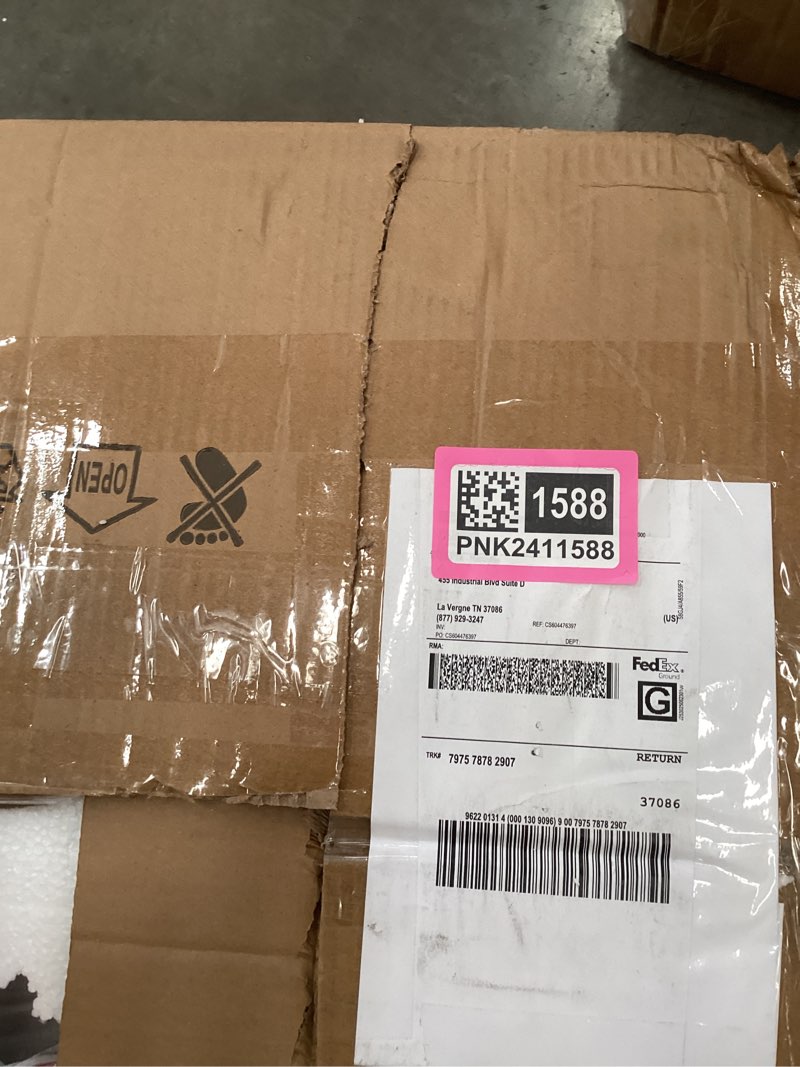 OPEN
1588
PNK2411588
455 Industrial Blvd Suite D
La Vergne TN 37086
(877) 929-3247
(US)
INV:
REF: CS604476397
PO: CS604476397
DEPT:
RMA:
FedEx
Ground
G
TRK# 7975 7878 2907
RETURN
37086
9622 0131 4 (000 130 9096) 9 00 7975 7878 2907